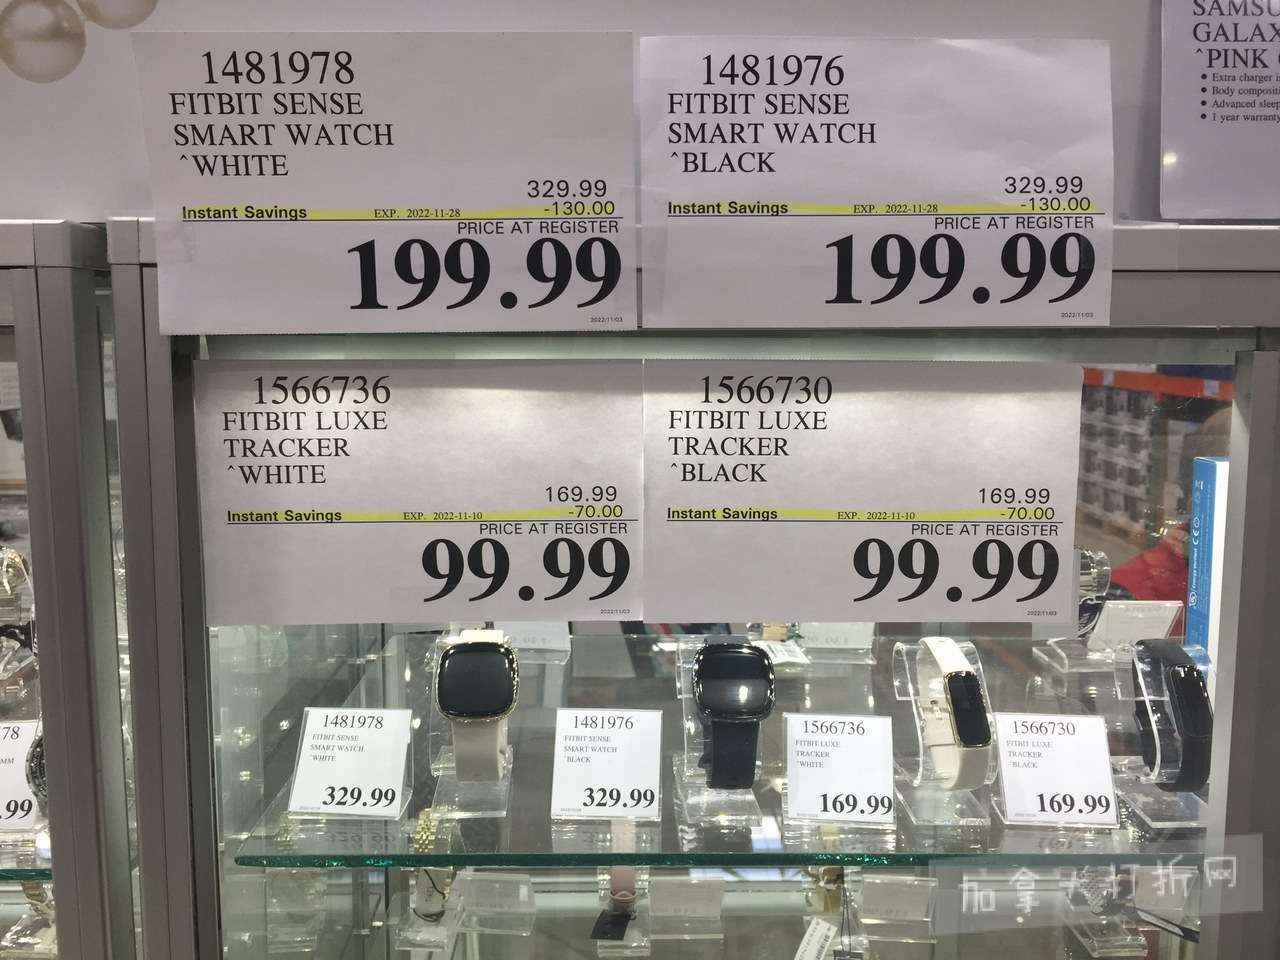 1481978
FITBIT SENSE
SMART WATCH
^WHITE
329.99
Instant Savings EXP. 2022-11-28 -130.00
PRICE AT REGISTER
199.99
2022/11/03
1481976
FITBIT SENSE
SMART WATCH
^BLACK
329.99
Instant Savings EXP. 2022-11-28 -130.00
PRICE AT REGISTER
199.99
2022/11/03
SAMSU
GALAX
^PINK
• Extra charger i
• Body compositi
• Advanced sleep
• 1 year warranty
1566736
FITBIT LUXE
TRACKER
^WHITE
169.99
Instant Savings EXP. 2022-11-10 -70.00
PRICE AT REGISTER
99.99
2022/11/03
1566730
FITBIT LUXE
TRACKER
^BLACK
169.99
Instant Savings EXP. 2022-11-10 -70.00
PRICE AT REGISTER
99.99
2022/11/03
78
MM
.99
1481978
FITBIT SENSE
SMART WATCH
^WHITE
329.99
1481976
FITBIT SENSE
SMART WATCH
^BLACK
329.99
1566736
FITBIT LUXE
TRACKER
^WHITE
169.99
1566730
FITBIT LUXE
TRACKER
^BLACK
169.99
加拿大打折网